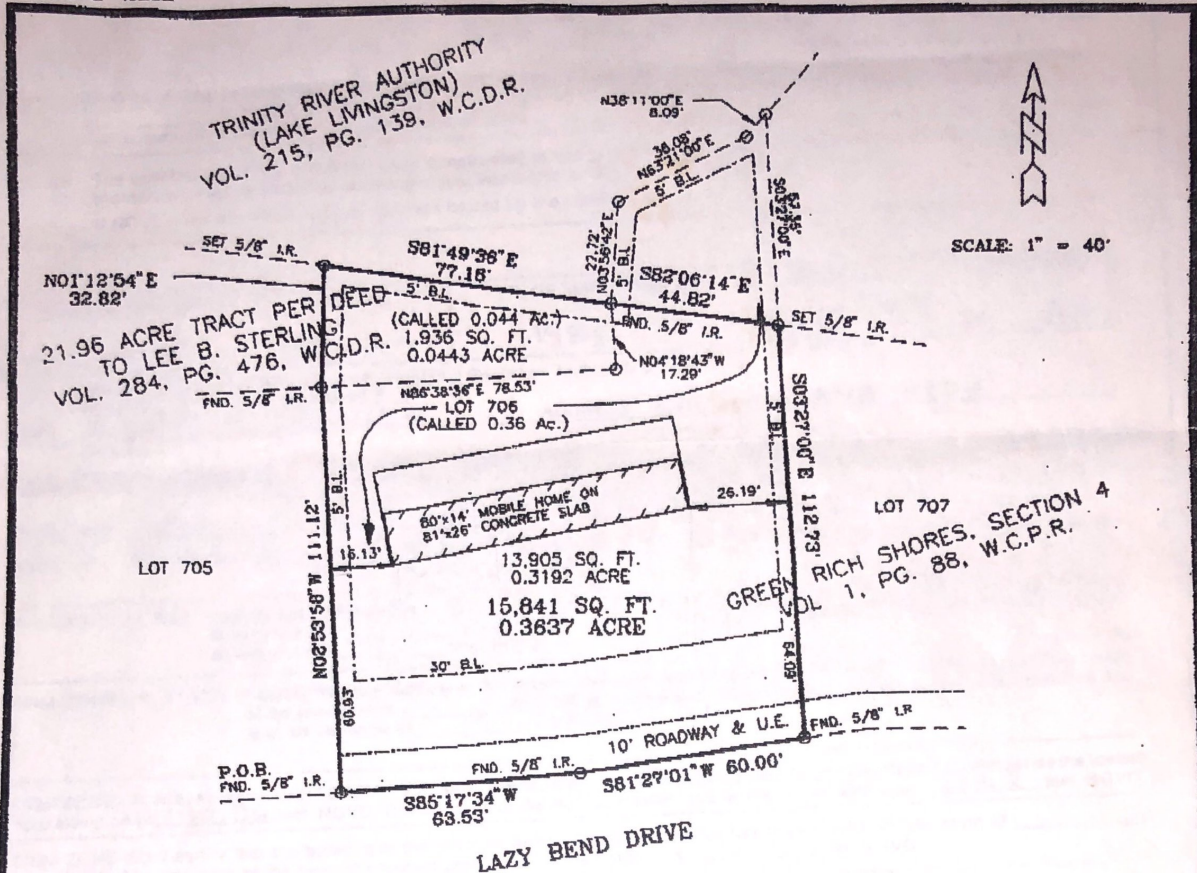 TRINITY RIVER AUTHORITY
(LAKE LIVINGSTON)
VOL. 215, PG. 139, W.C.D.R.
N38°11'00"E
8.09'
36.08'
N63°21'00"E
5' B.L.
27.72'
N03°56'42"E
5' B.L.
S03°27'00"E
SCALE: 1" = 40'
SET 5/8" I.R.
S81°49'36"E
77.16'
5' B.L.
S82°06'14"E
44.82'
SET 5/8" I.R.
FND. 5/8" I.R.
N01°12'54"E
32.82'
21.96 ACRE TRACT PER DEED
TO LEE B. STERLING
VOL. 284, PG. 476, W.C.D.R.
(CALLED 0.044 Ac.)
1,936 SQ. FT.
0.0443 ACRE
N04°18'43"W
17.29'
FND. 5/8" I.R.
N86°38'36"E 78.53'
LOT 706
(CALLED 0.36 Ac.)
5' B.L.
5' B.L.
S03°27'00"E 112.73'
N02°53'58"W 111.12'
80'x14' MOBILE HOME ON
81'x26' CONCRETE SLAB
26.19'
16.13'
LOT 705
LOT 707
GREEN RICH SHORES, SECTION 4
VOL 1, PG. 88, W.C.P.R.
13,905 SQ. FT.
0.3192 ACRE
15,841 SQ. FT.
0.3637 ACRE
30' B.L.
60.93'
64.09'
10' ROADWAY & U.E.
FND. 5/8" I.R
P.O.B.
FND. 5/8" I.R.
FND. 5/8" I.R.
S85°17'34"W
63.53'
S81°27'01"W 60.00'
LAZY BEND DRIVE